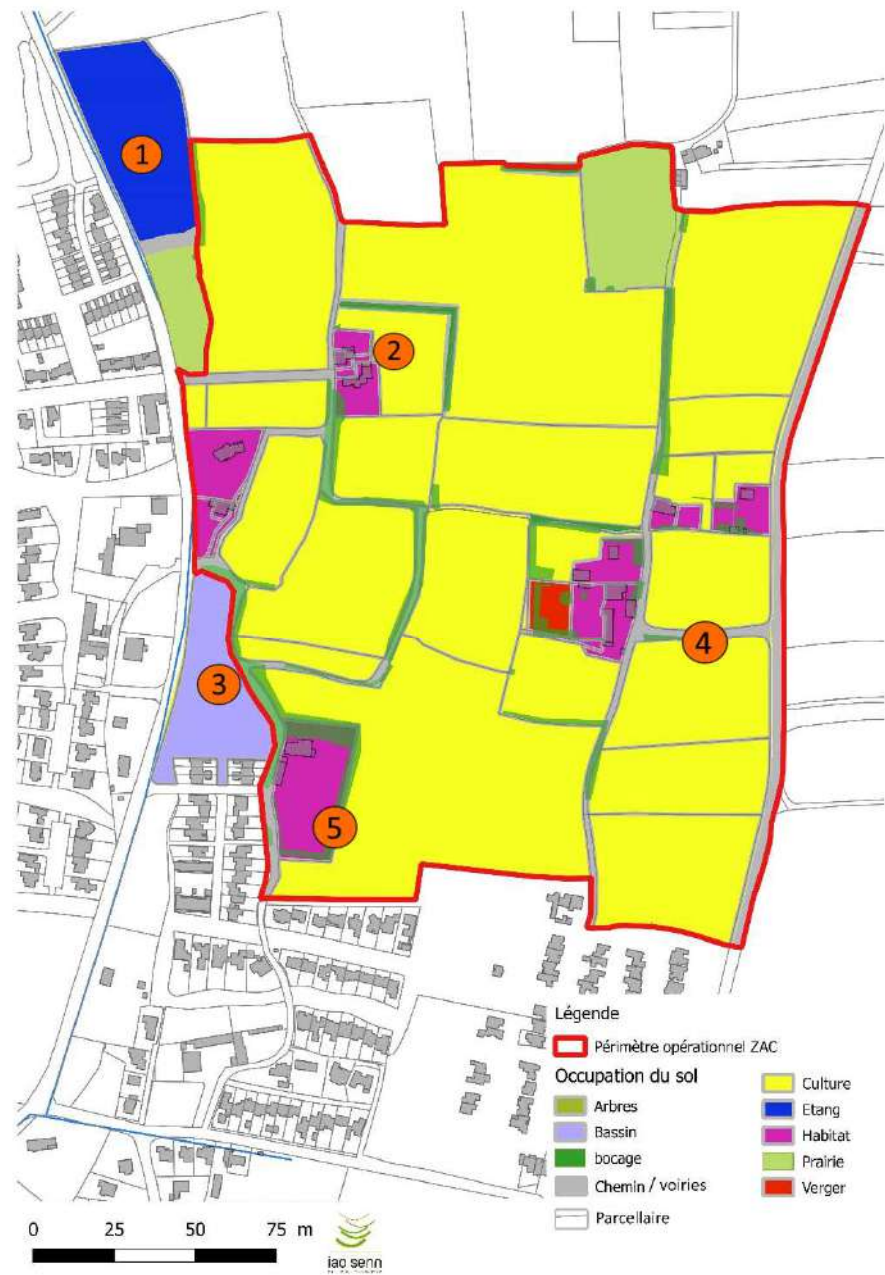 1
2
3
4
5
Légende
Périmètre opérationnel ZAC
Occupation du sol
Arbres
Bassin
bocage
Chemin / voiries
Parcellaire
Culture
Etang
Habitat
Prairie
Verger
0 25 50 75 m
iao senn